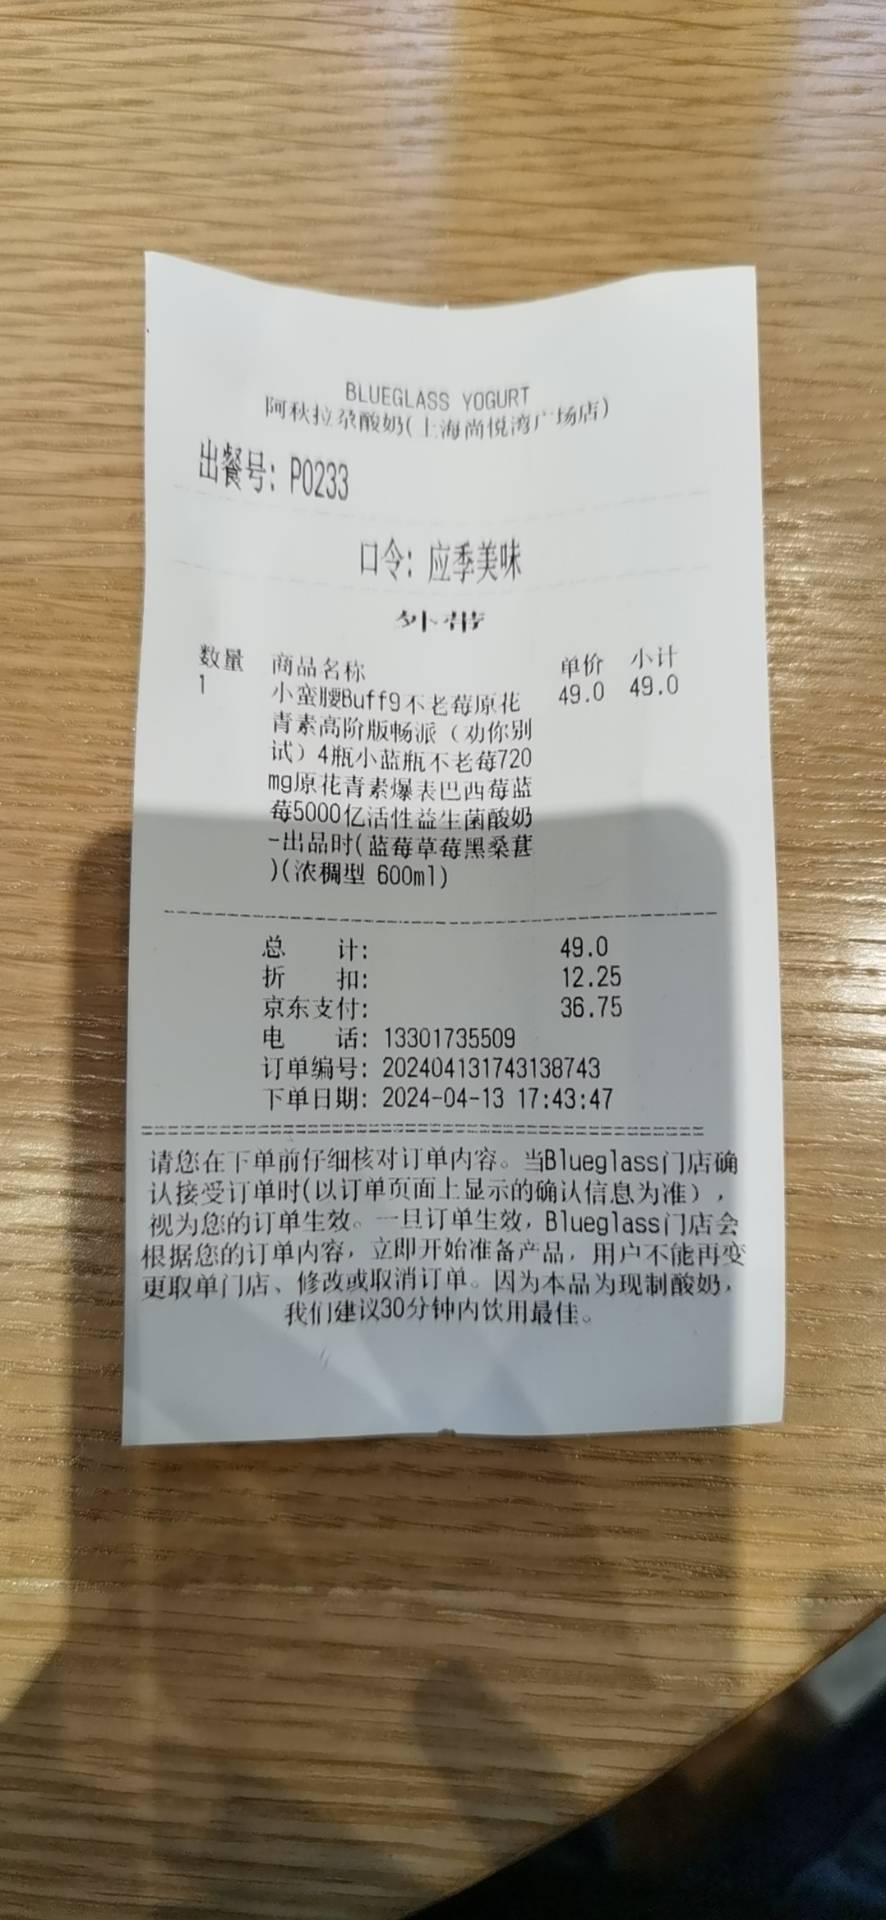 BLUEGLASS YOGURT
阿秋拉尕酸奶(上海尚悦湾广场店)
出餐号: P0233
口令: 应季美味
外带
数量 商品名称 单价 小计
1 小蛮腰Buff9不老莓原花 49.0 49.0
青素高阶版畅派（劝你别
试）4瓶小蓝瓶不老莓720
mg原花青素爆表巴西莓蓝
莓5000亿活性益生菌酸奶
-出品时(蓝莓草莓黑桑葚
)(浓稠型 600ml)
总 计: 49.0
折 扣: 12.25
京东支付: 36.75
电 话: 13301735509
订单编号: 202404131743138743
下单日期: 2024-04-13 17:43:47
请您在下单前仔细核对订单内容。当Blueglass门店确
认接受订单时(以订单页面上显示的确认信息为准)，
视为您的订单生效。一旦订单生效，Blueglass门店会
根据您的订单内容，立即开始准备产品，用户不能再变
更取单门店、修改或取消订单。因为本品为现制酸奶，
我们建议30分钟内饮用最佳。